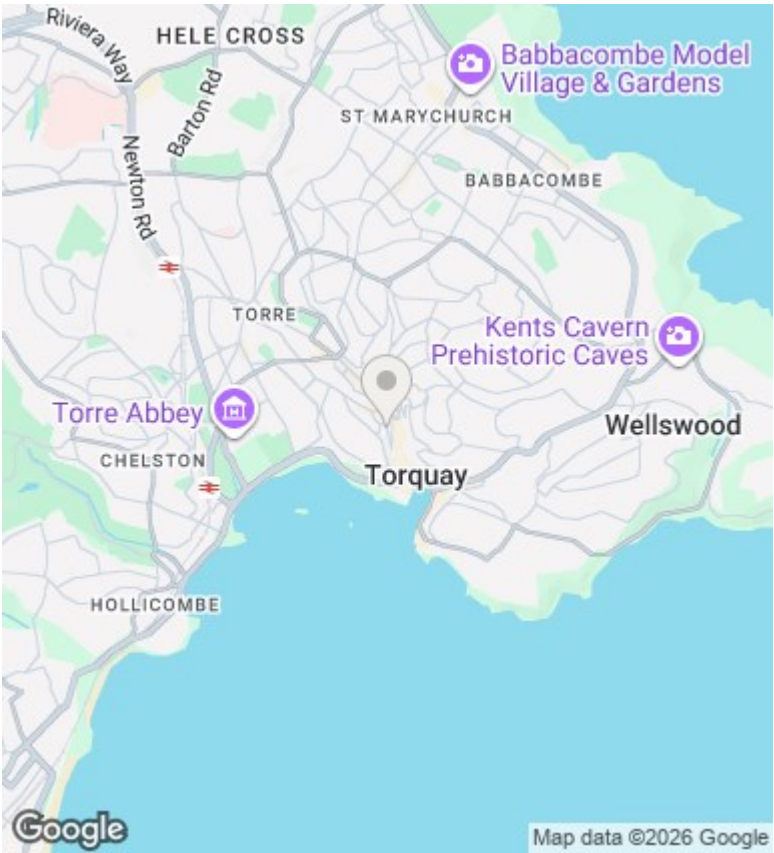 Riviera Way
HELE CROSS
Barton Rd
Newton Rd
Babbacombe Model
Village & Gardens
ST MARYCHURCH
BABBACOMBE
TORRE
Kents Cavern
Prehistoric Caves
Torre Abbey
Wellswood
CHELSTON
Torquay
HOLLICOMBE
Google
Map data ©2026 Google